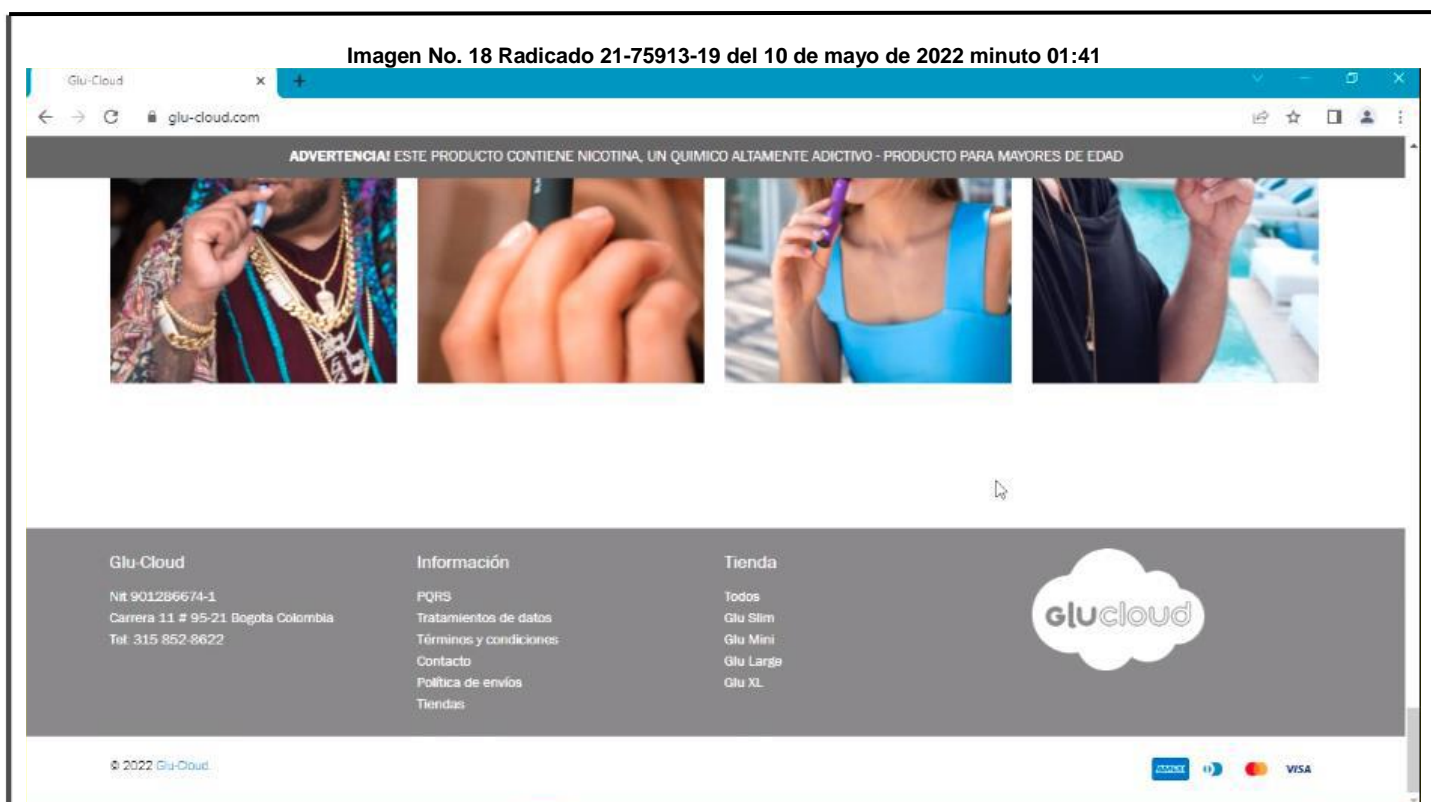 Imagen No. 18 Radicado 21-75913-19 del 10 de mayo de 2022 minuto 01:41
Glu-Cloud
glu-cloud.com
ADVERTENCIA! ESTE PRODUCTO CONTIENE NICOTINA, UN QUIMICO ALTAMENTE ADICTIVO - PRODUCTO PARA MAYORES DE EDAD
Glu-Cloud
Nit 901286674-1
Carrera 11 # 95-21 Bogota Colombia
Tel: 315 852-8622
Información
PQRS
Tratamientos de datos
Términos y condiciones
Contacto
Política de envíos
Tiendas
Tienda
Todos
Glu Slim
Glu Mini
Glu Large
Glu XL
glucloud
© 2022 Glu-Cloud.
AMEX
VISA